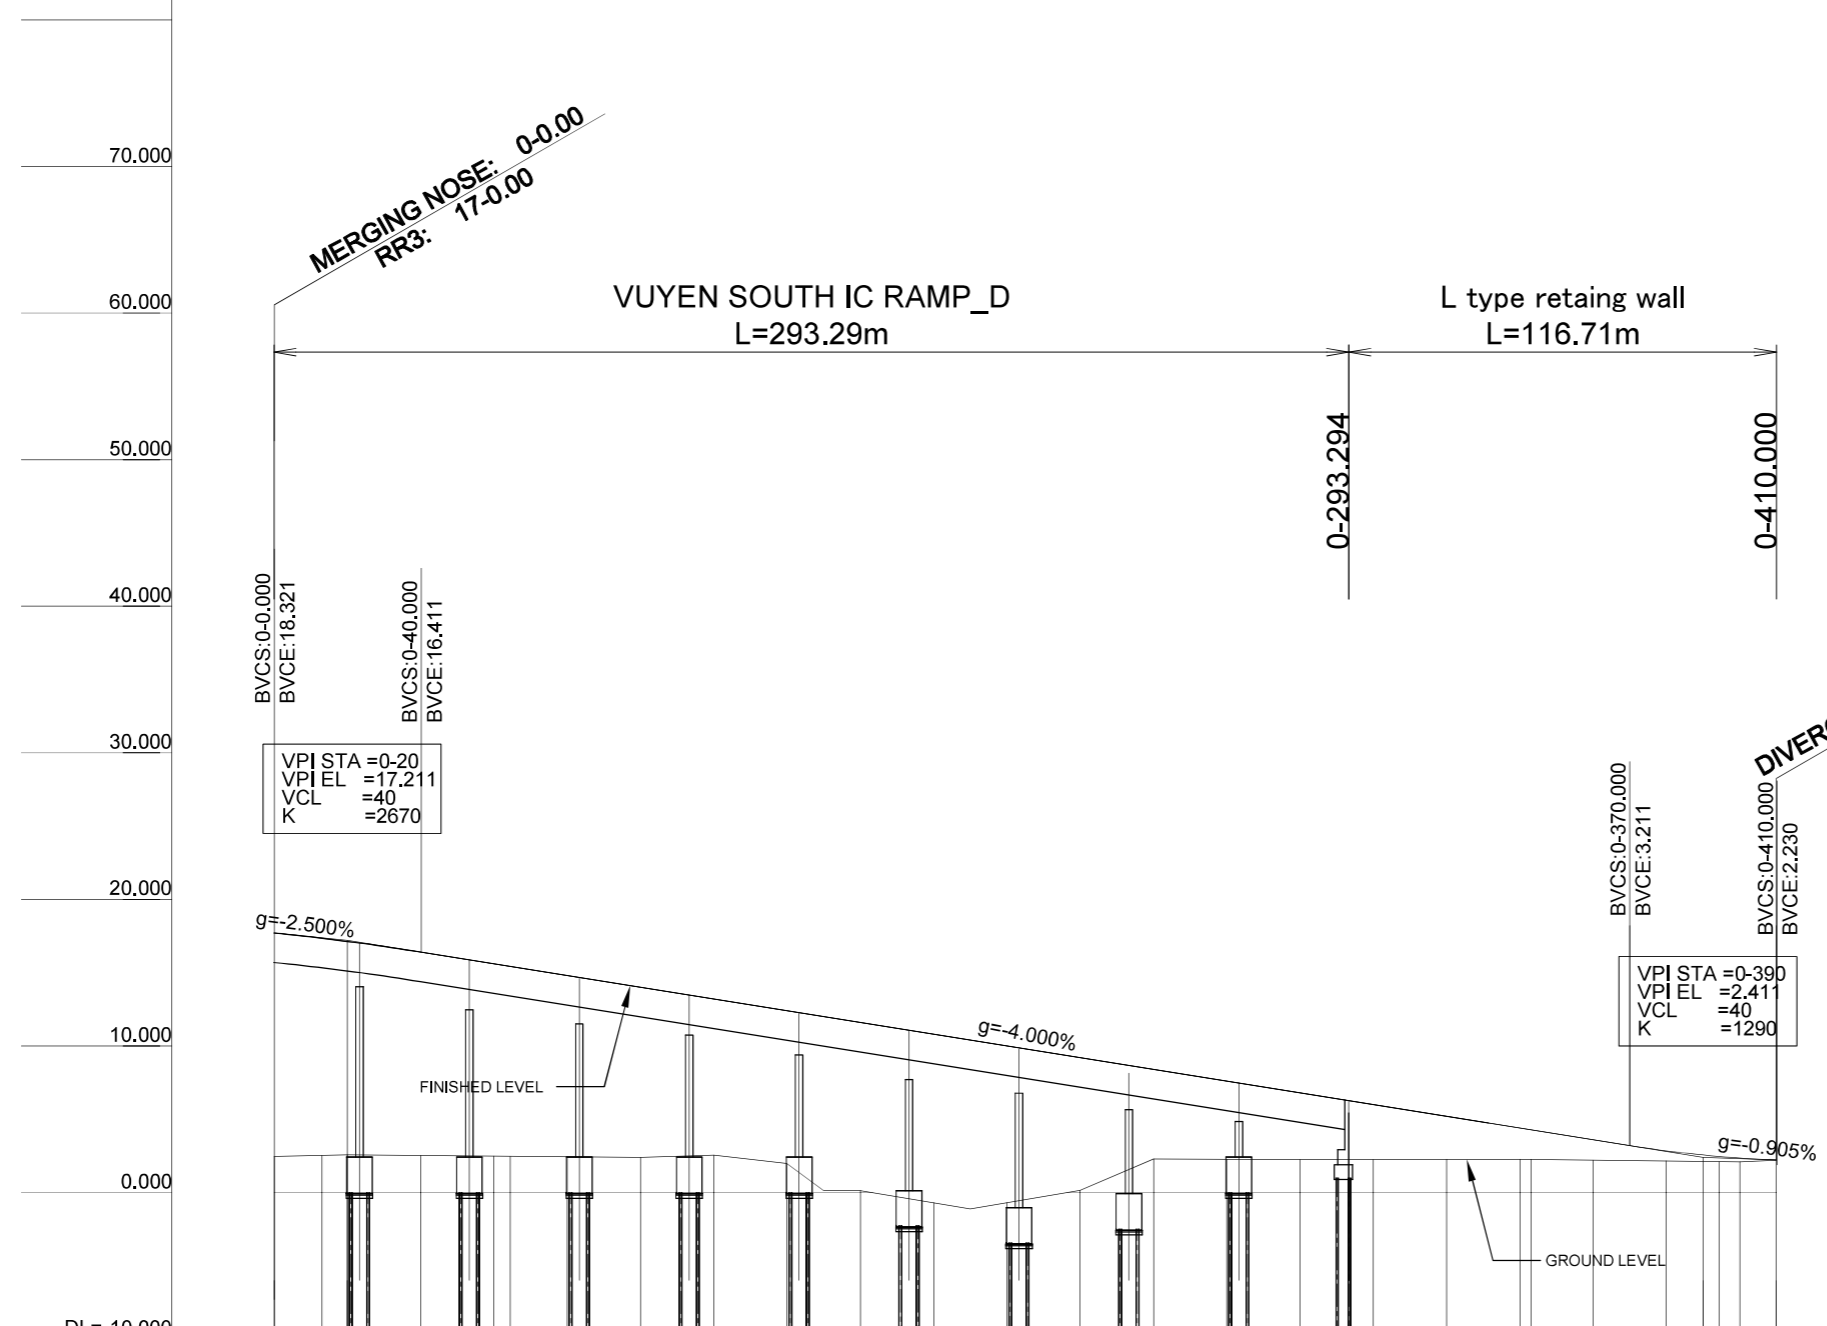 70.000
60.000
50.000
40.000
30.000
20.000
10.000
0.000
MERGING NOSE: 0-0.00
RR3: 17-0.00
VUYEN SOUTH IC RAMP_D
L=293.29m
L type retaing wall
L=116.71m
0-293.294
0-410.000
BVCS:0-0.000
BVCE:18.321
BVCS:0-40.000
BVCE:16.411
VPI STA =0-20
VPI EL =17.211
VCL =40
K =2670
BVCS:0-370.000
BVCE:3.211
BVCS:0-410.000
BVCE:2.230
VPI STA =0-390
VPI EL =2.411
VCL =40
K =1290
g=-2.500%
g=-4.000%
g=-0.905%
FINISHED LEVEL
GROUND LEVEL